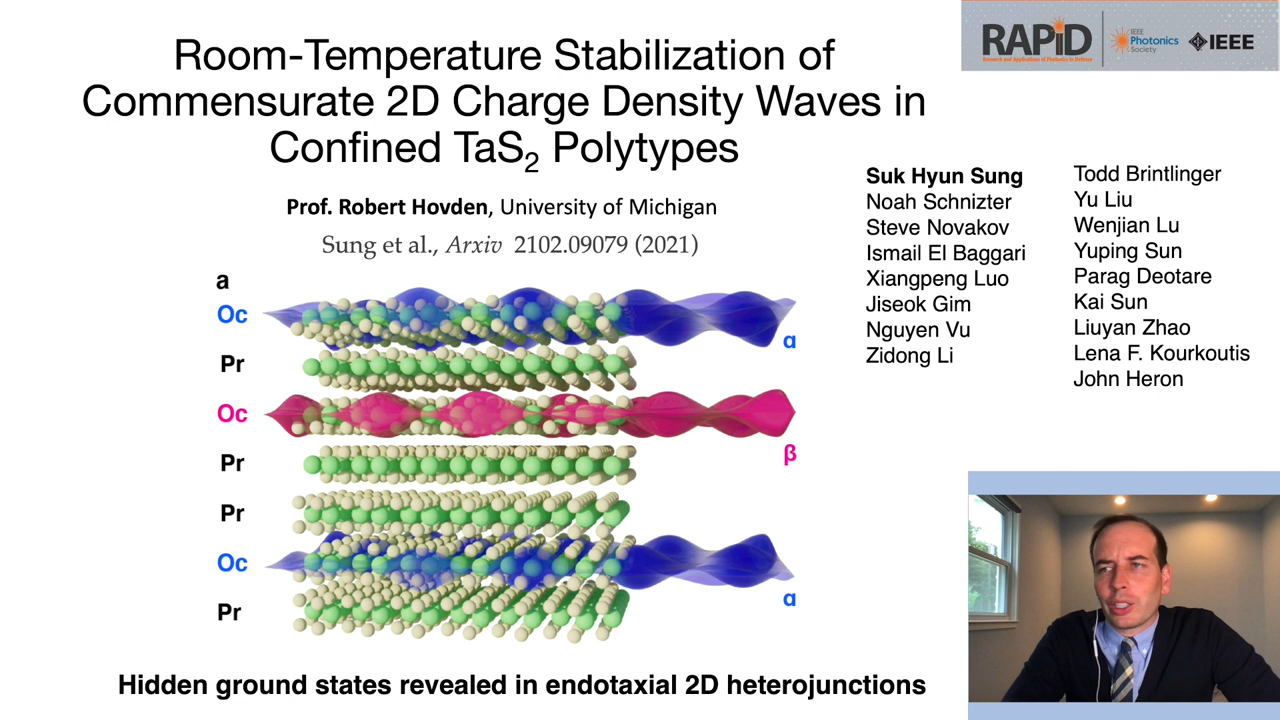 Room-Temperature Stabilization of
Commensurate 2D Charge Density Waves in
Confined TaS2 Polytypes
Prof. Robert Hovden, University of Michigan
Sung et al., Arxiv 2102.09079 (2021)
RAPiD
Research and Applications of Photonics in Defense
IEEE
Photonics
Society
IEEE
Suk Hyun Sung
Noah Schnizter
Steve Novakov
Ismail El Baggari
Xiangpeng Luo
Jiseok Gim
Nguyen Vu
Zidong Li
Todd Brintlinger
Yu Liu
Wenjian Lu
Yuping Sun
Parag Deotare
Kai Sun
Liuyan Zhao
Lena F. Kourkoutis
John Heron
a
Oc
α
Pr
Oc
β
Pr
Pr
Oc
α
Pr
Hidden ground states revealed in endotaxial 2D heterojunctions